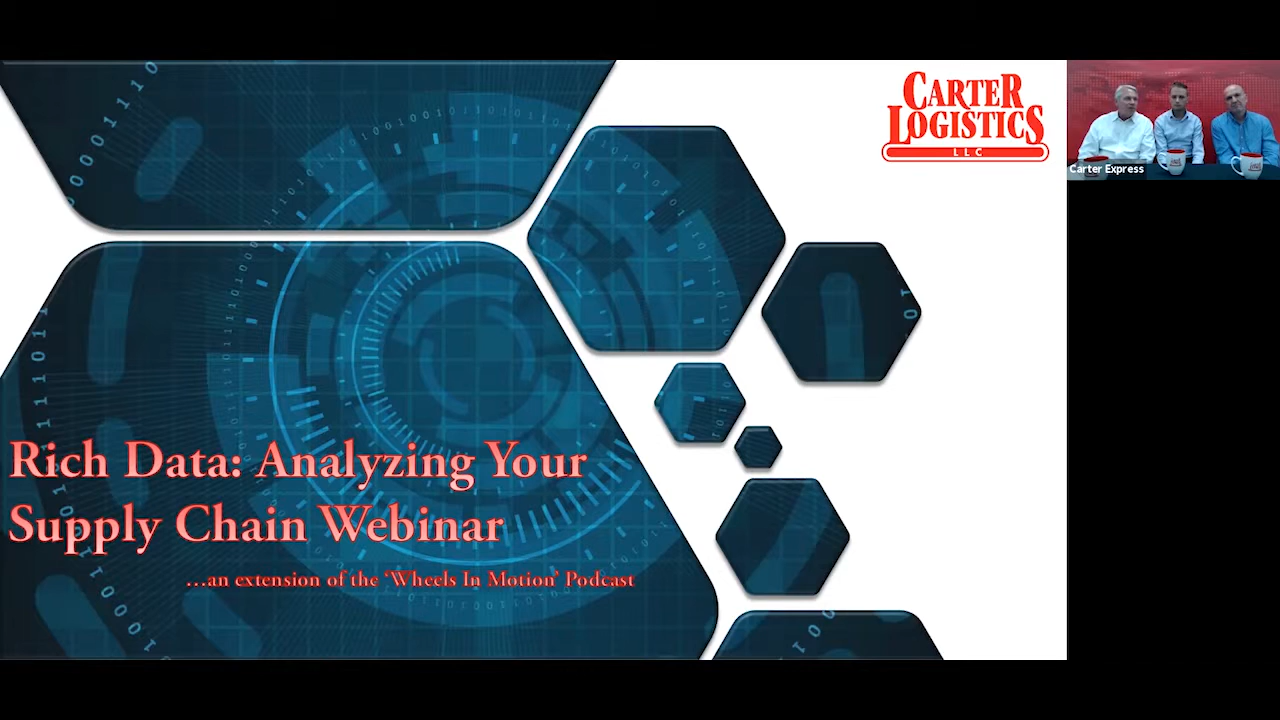 CARTER
LOGISTICS
LLC
Carter Express
Rich Data: Analyzing Your
Supply Chain Webinar
...an extension of the 'Wheels In Motion' Podcast